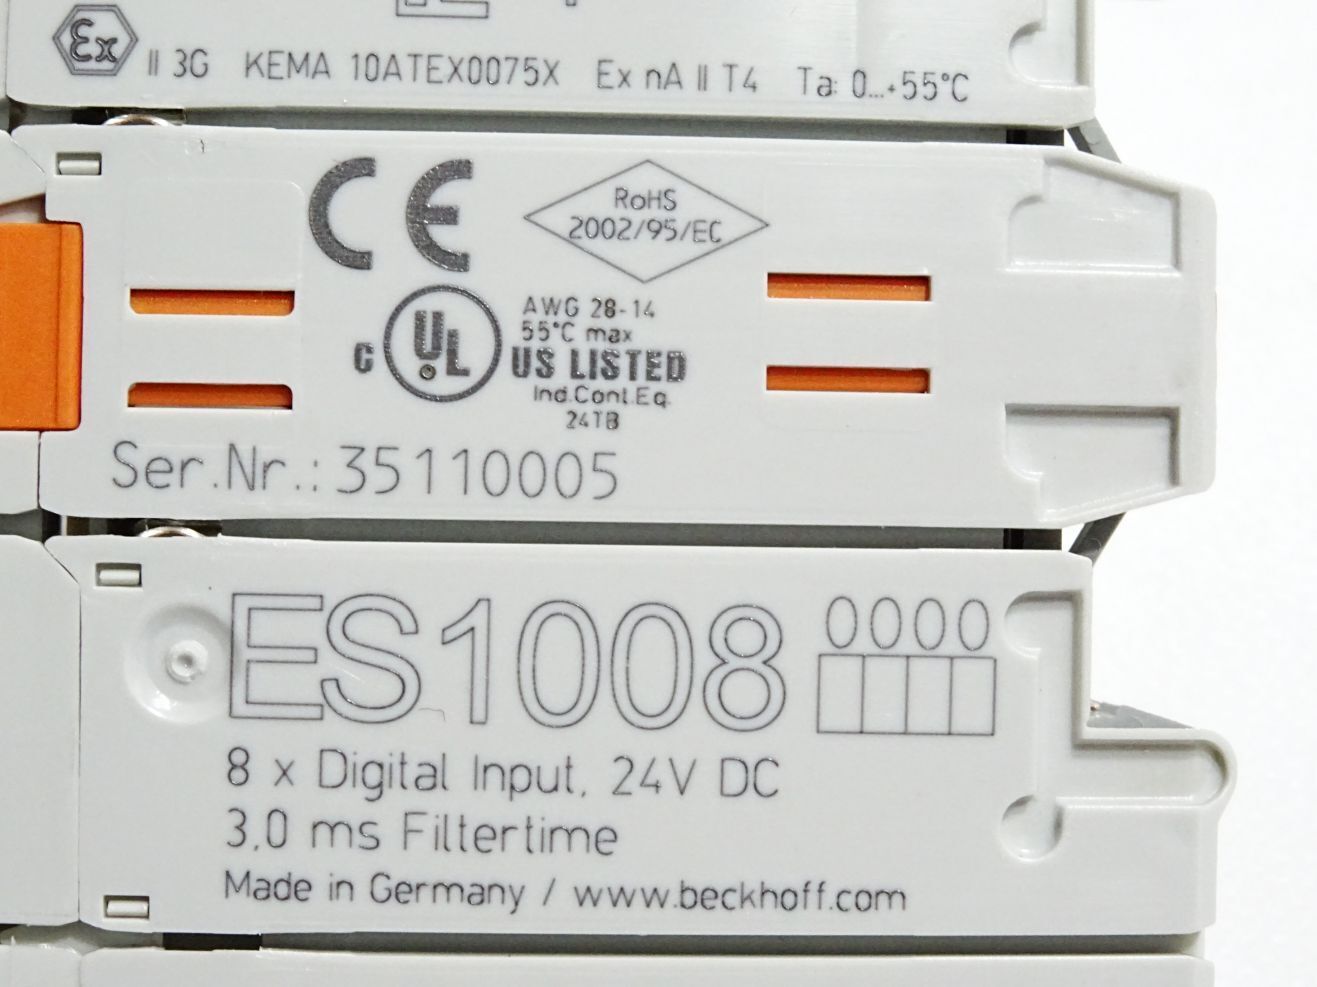 Ex II 3G KEMA 10ATEX0075X Ex nA II T4 Ta: 0...+55°C
CE
RoHS
2002/95/EC
AWG 28-14
55°C max
C UL US LISTED
Ind.Cont.Eq.
24TB
Ser.Nr.: 35110005
ES1008
8 x Digital Input, 24V DC
3,0 ms Filtertime
Made in Germany / www.beckhoff.com